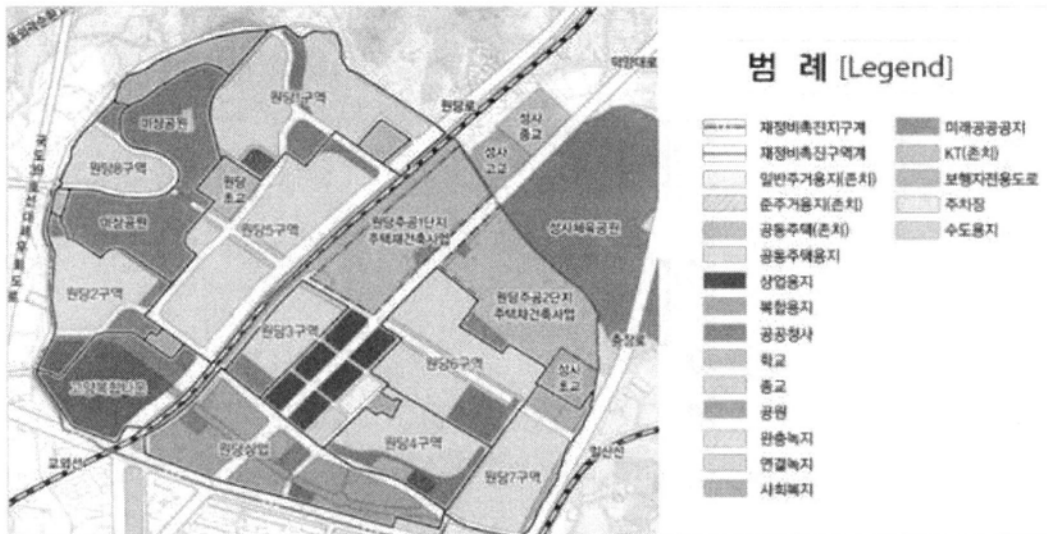 원당로
원당1구역
미상공원
성사
중교
성사
고교
원당8구역
원당
초교
원당주공1단지
주택재건축사업
성사체육공원
미상공원
원당5구역
원당2구역
원당주공2단지
주택재건축사업
원당3구역
충장로
원당6구역
성사
초교
고양복합타운
원당상업
원당4구역
교외선
일산선
원당7구역
범 례 [Legend]
재정비촉진지구계
재정비촉진구역계
일반주거용지(존치)
준주거용지(존치)
공동주택(존치)
공동주택용지
상업용지
복합용지
공공청사
학교
종교
공원
완충녹지
연결녹지
사회복지
미래공공공지
KT(존치)
보행자전용도로
주차장
수도용지